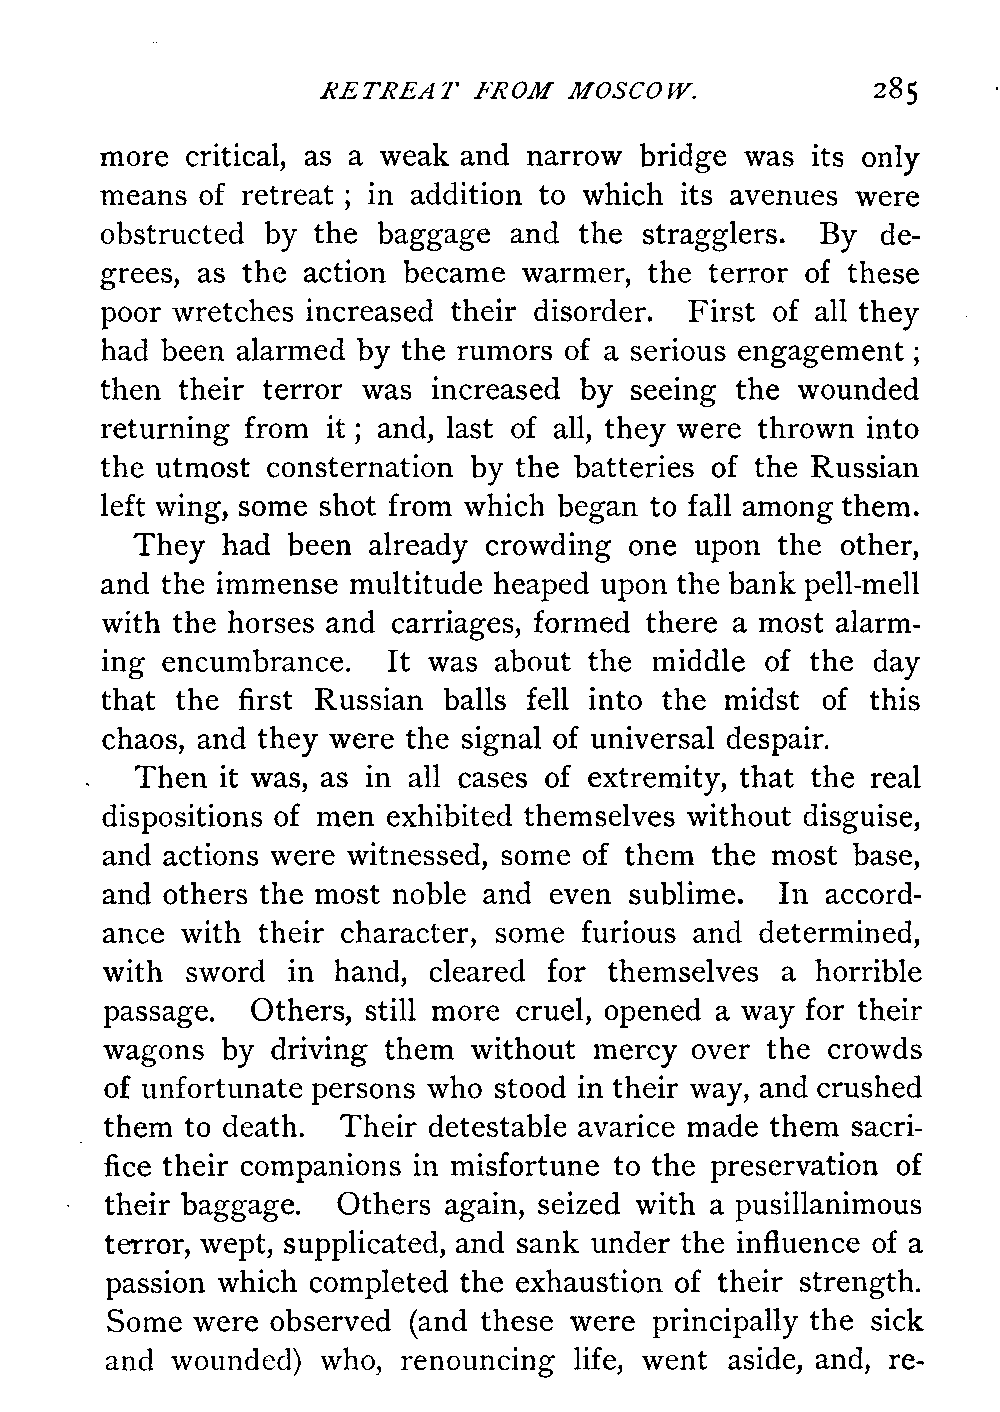 RETREAT FROM MOSCOW. 285
more critical, as a weak and narrow bridge was its only
means of retreat ; in addition to which its avenues were
obstructed by the baggage and the stragglers. By de-
grees, as the action became warmer, the terror of these
poor wretches increased their disorder. First of all they
had been alarmed by the rumors of a serious engagement ;
then their terror was increased by seeing the wounded
returning from it ; and, last of all, they were thrown into
the utmost consternation by the batteries of the Russian
left wing, some shot from which began to fall among them.
They had been already crowding one upon the other,
and the immense multitude heaped upon the bank pell-mell
with the horses and carriages, formed there a most alarm-
ing encumbrance. It was about the middle of the day
that the first Russian balls fell into the midst of this
chaos, and they were the signal of universal despair.
Then it was, as in all cases of extremity, that the real
dispositions of men exhibited themselves without disguise,
and actions were witnessed, some of them the most base,
and others the most noble and even sublime. In accord-
ance with their character, some furious and determined,
with sword in hand, cleared for themselves a horrible
passage. Others, still more cruel, opened a way for their
wagons by driving them without mercy over the crowds
of unfortunate persons who stood in their way, and crushed
them to death. Their detestable avarice made them sacri-
fice their companions in misfortune to the preservation of
their baggage. Others again, seized with a pusillanimous
terror, wept, supplicated, and sank under the influence of a
passion which completed the exhaustion of their strength.
Some were observed (and these were principally the sick
and wounded) who, renouncing life, went aside, and, re-